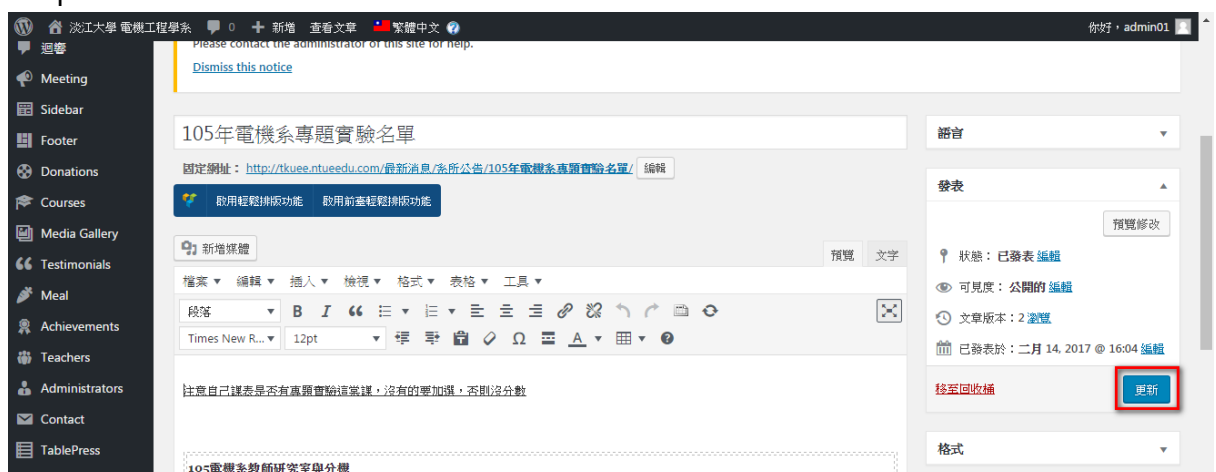 淡江大學 電機工程學系 0 新增 查看文章 繁體中文 你好,admin01
迴響
Meeting
Sidebar
Footer
Donations
Courses
Media Gallery
Testimonials
Meal
Achievements
Teachers
Administrators
Contact
TablePress
Please contact the administrator of this site for help.
Dismiss this notice
105年電機系專題實驗名單
固定網址: http://tkuee.ntueedu.com/最新消息/系所公告/105年電機系專題實驗名單/ 編輯
啟用輕鬆排版功能 啟用前臺輕鬆排版功能
新增媒體
預覽 文字
檔案 編輯 插入 檢視 格式 表格 工具
段落
Times New R... 12pt
注意自己課表是否有專題實驗這堂課,沒有的要加選,否則沒分數
105電機系教師研究室與分機
語言
發表
預覽修改
狀態:已發表 編輯
可見度:公開的 編輯
文章版本:2 瀏覽
已發表於:二月 14, 2017 @ 16:04 編輯
移至回收桶 更新
格式